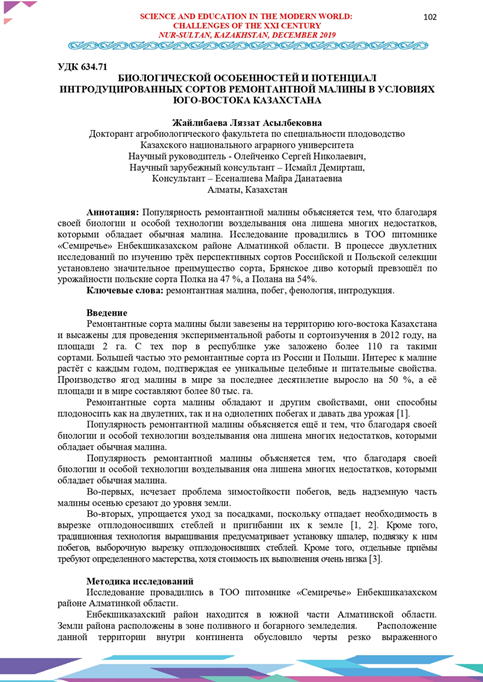 SCIENCE AND EDUCATION IN THE MODERN WORLD:
CHALLENGES OF THE XXI CENTURY
NUR-SULTAN, KAZAKHSTAN, DECEMBER 2019
102
УДК 634.71
БИОЛОГИЧЕСКОЙ ОСОБЕННОСТЕЙ И ПОТЕНЦИАЛ
ИНТРОДУЦИРОВАННЫХ СОРТОВ РЕМОНТАНТНОЙ МАЛИНЫ В УСЛОВИЯХ
ЮГО-ВОСТОКА КАЗАХСТАНА
Жайлибаева Ляззат Асылбековна
Докторант агробиологического факультета по специальности плодоводство
Казахского национального аграрного университета
Научный руководитель - Олейченко Сергей Николаевич,
Научный зарубежный консультант – Исмайл Демирташ,
Консультант – Есеналиева Майра Данатаевна
Алматы, Казахстан
Аннотация: Популярность ремонтантной малины объясняется тем, что благодаря
своей биологии и особой технологии возделывания она лишена многих недостатков,
которыми обладает обычная малина. Исследование провадились в ТОО питомнике
«Семиречье» Енбекшиказахском районе Алматинкой области. В процессе двухлетних
исследований по изучению трёх перспективных сортов Российской и Польской селекции
установлено значительное преимущество сорта, Брянское диво который превзошёл по
урожайности польские сорта Полка на 47 %, а Полана на 54%.
Ключевые слова: ремонтантная малина, побег, фенология, интродукция.
Введение
Ремонтантные сорта малины были завезены на территорию юго-востока Казахстана
и высажены для проведения экспериментальной работы и сортоизучения в 2012 году, на
площади 2 га. С тех пор в республике уже заложено более 110 га такими
сортами. Большей частью это ремонтантные сорта из России и Польши. Интерес к малине
растёт с каждым годом, подтверждая ее уникальные целебные и питательные свойства.
Производство ягод малины в мире за последнее десятилетие выросло на 50 %, а её
площади и в мире составляют более 80 тыс. га.
Ремонтантные сорта малины обладают и другим свойствами, они способны
плодоносить как на двулетних, так и на однолетних побегах и давать два урожая [1].
Популярность ремонтантной малины объясняется ещё и тем, что благодаря своей
биологии и особой технологии возделывания она лишена многих недостатков, которыми
обладает обычная малина.
Популярность ремонтантной малины объясняется тем, что благодаря своей
биологии и особой технологии возделывания она лишена многих недостатков, которыми
обладает обычная малина.
Во-первых, исчезает проблема зимостойкости побегов, ведь надземную часть
малины осенью срезают до уровня земли.
Во-вторых, упрощается уход за посадками, поскольку отпадает необходимость в
вырезке отплодоносивших стеблей и пригибании их к земле [1, 2]. Кроме того,
традиционная технология выращивания предусматривает установку шпалер, подвязку к ним
побегов, выборочную вырезку отплодоносивших стеблей. Кроме того, отдельные приёмы
требуют определенного мастерства, хотя стоимость их выполнения очень низка [3].
Методика исследований
Исследование провадились в ТОО питомнике «Семиречье» Енбекшиказахском
районе Алматинкой области.
Енбекшиказахский район находится в южной части Алматинской области.
Земли района расположены в зоне поливного и богарного земледелия. Расположение
данной территории внутри континента обусловило черты резко выраженного